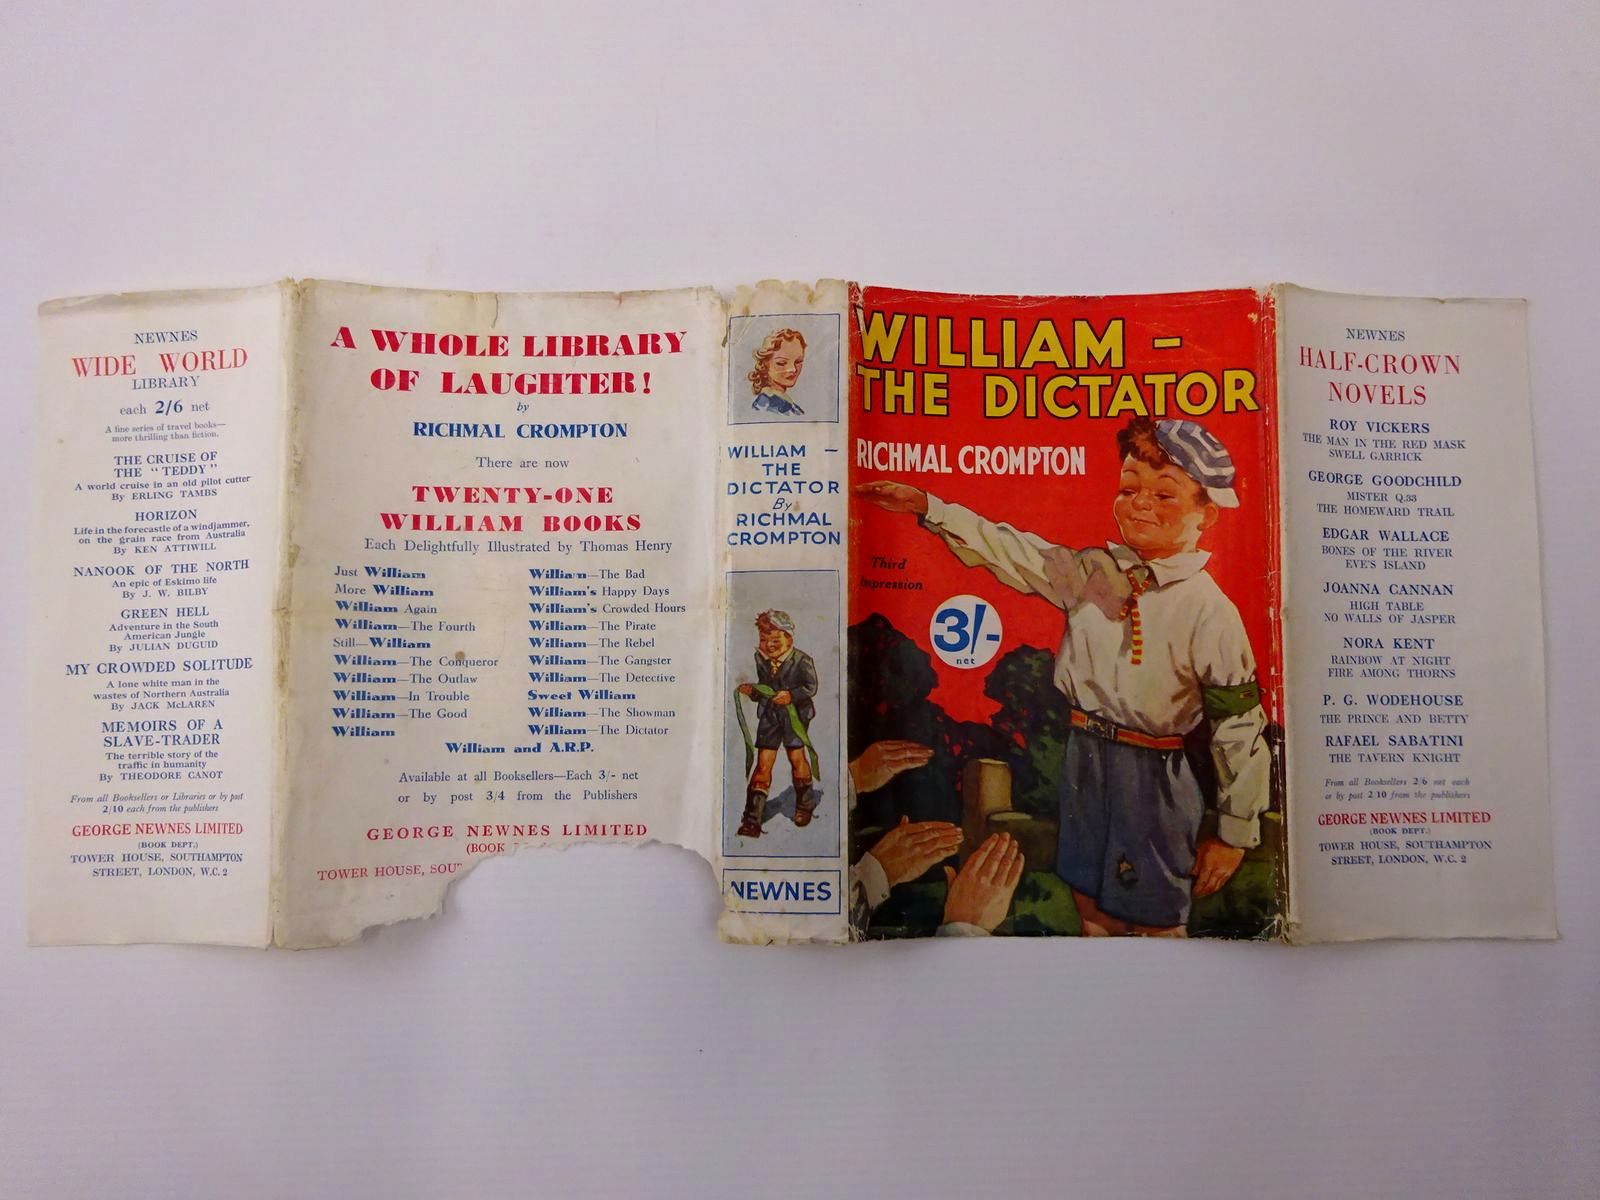 NEWNES
WIDE WORLD
LIBRARY
each 2/6 net
A fine series of travel books—
more thrilling than fiction.
THE CRUISE OF
THE "TEDDY"
A world cruise in an old pilot cutter
By ERLING TAMBS
HORIZON
Life in the forecastle of a windjammer,
on the grain race from Australia
By KEN ATTIWILL
NANOOK OF THE NORTH
An epic of Eskimo life
By J. W. BILBY
GREEN HELL
Adventure in the South
American Jungle
By JULIAN DUGUID
MY CROWDED SOLITUDE
A lone white man in the
wastes of Northern Australia
By JACK McLAREN
MEMOIRS OF A
SLAVE-TRADER
The terrible story of the
traffic in humanity
By THEODORE CANOT
From all Booksellers or Libraries or by post
2/10 each from the publishers
GEORGE NEWNES LIMITED
(BOOK DEPT.)
TOWER HOUSE, SOUTHAMPTON
STREET, LONDON, W.C. 2
A WHOLE LIBRARY
OF LAUGHTER!
by
RICHMAL CROMPTON
There are now
TWENTY-ONE
WILLIAM BOOKS
Each Delightfully Illustrated by Thomas Henry
Just William
More William
William Again
William—The Fourth
Still—William
William—The Conqueror
William—The Outlaw
William—In Trouble
William—The Good
William
William—The Bad
William's Happy Days
William's Crowded Hours
William—The Pirate
William—The Rebel
William—The Gangster
William—The Detective
Sweet William
William—The Showman
William—The Dictator
William and A.R.P.
Available at all Booksellers—Each 3/- net
or by post 3/4 from the Publishers
GEORGE NEWNES LIMITED
(BOOK
TOWER HOUSE, SOU
WILLIAM —
THE
DICTATOR
By
RICHMAL
CROMPTON
NEWNES
WILLIAM –
THE DICTATOR
RICHMAL CROMPTON
Third
Impression
3/-
net
NEWNES
HALF-CROWN
NOVELS
ROY VICKERS
THE MAN IN THE RED MASK
SWELL GARRICK
GEORGE GOODCHILD
MISTER Q.33
THE HOMEWARD TRAIL
EDGAR WALLACE
BONES OF THE RIVER
EVE'S ISLAND
JOANNA CANNAN
HIGH TABLE
NO WALLS OF JASPER
NORA KENT
RAINBOW AT NIGHT
FIRE AMONG THORNS
P. G. WODEHOUSE
THE PRINCE AND BETTY
RAFAEL SABATINI
THE TAVERN KNIGHT
From all Booksellers 2/6 net each
or by post 2/10 from the publishers
GEORGE NEWNES LIMITED
(BOOK DEPT.)
TOWER HOUSE, SOUTHAMPTON
STREET, LONDON, W.C. 2